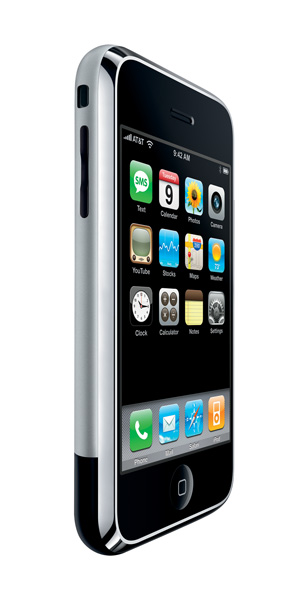 AT&T
9:42 AM
SMS
Tuesday
9
72°
Text Calendar Photos Camera
YouTube Stocks Maps Weather
Clock Calculator Notes Settings
Phone Mail Safari iPod